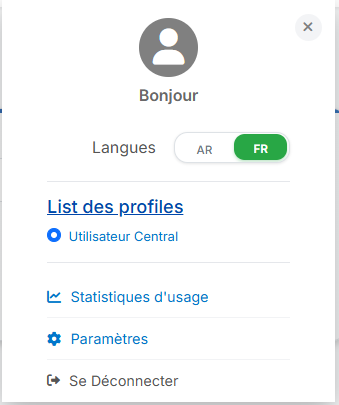 Bonjour
Langues AR FR
List des profiles
Utilisateur Central
Statistiques d'usage
Paramètres
Se Déconnecter